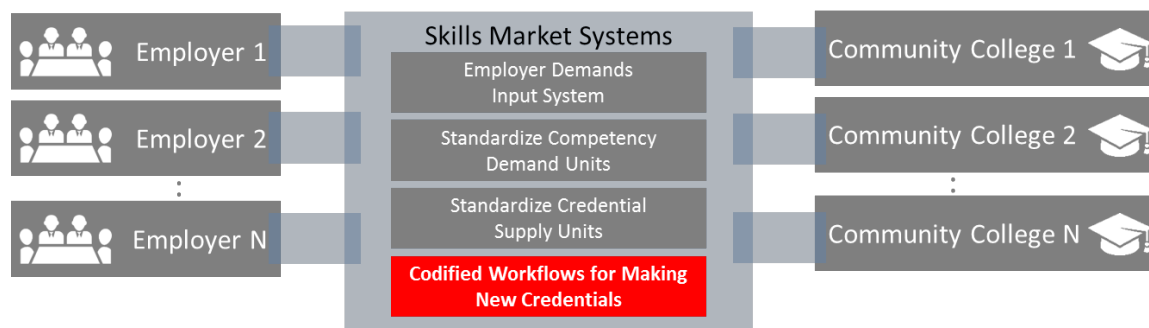 Employer 1
Employer 2
:
Employer N
Skills Market Systems
Employer Demands
Input System
Standardize Competency
Demand Units
Standardize Credential
Supply Units
Codified Workflows for Making
New Credentials
Community College 1
Community College 2
:
Community College N